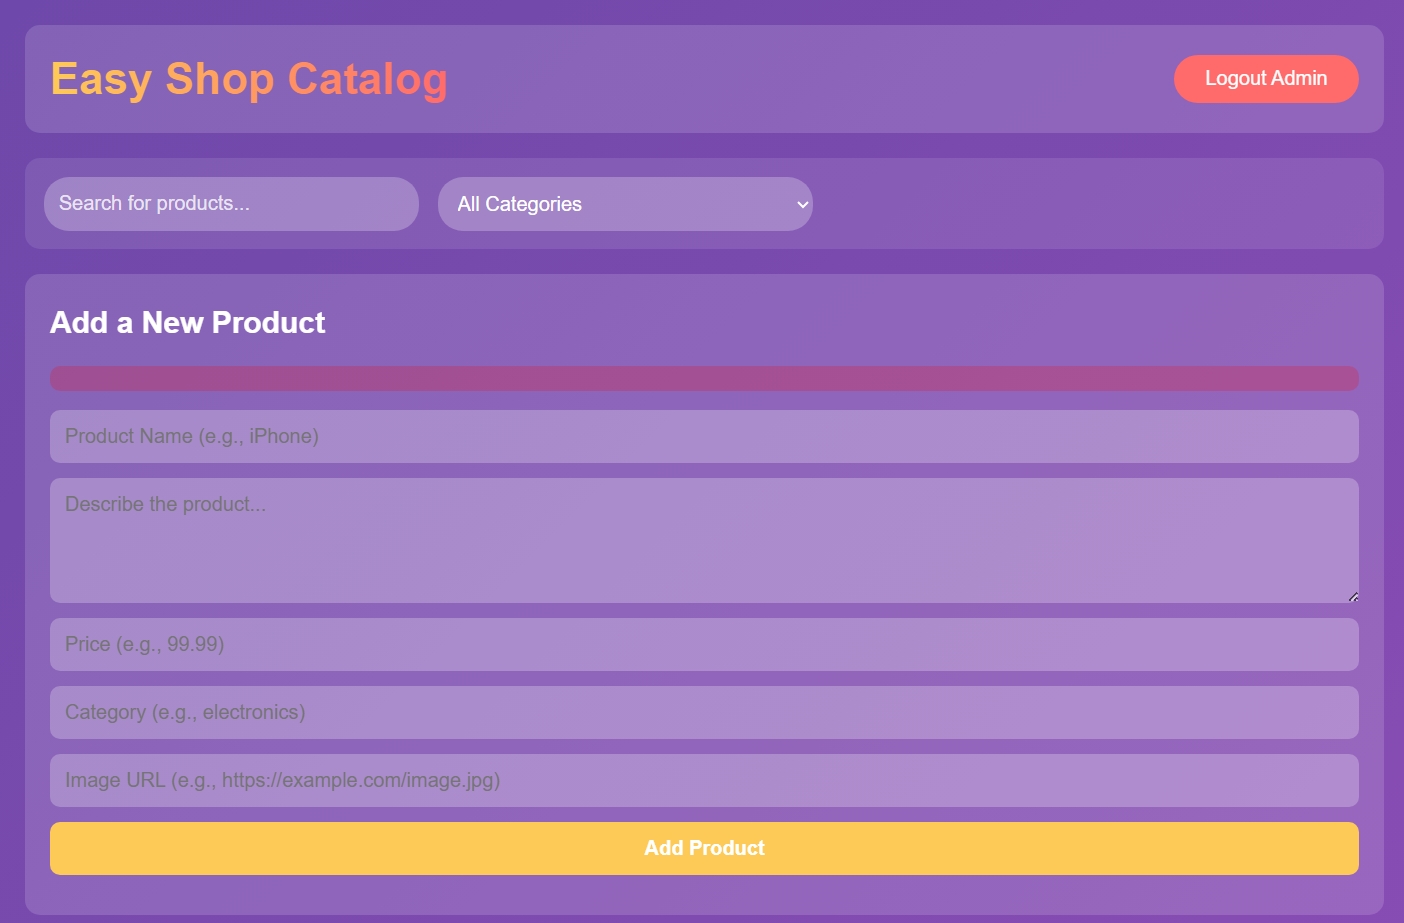 Easy Shop Catalog
Logout Admin
Search for products...
All Categories
Add a New Product
Product Name (e.g., iPhone)
Describe the product...
Price (e.g., 99.99)
Category (e.g., electronics)
Image URL (e.g., https://example.com/image.jpg)
Add Product